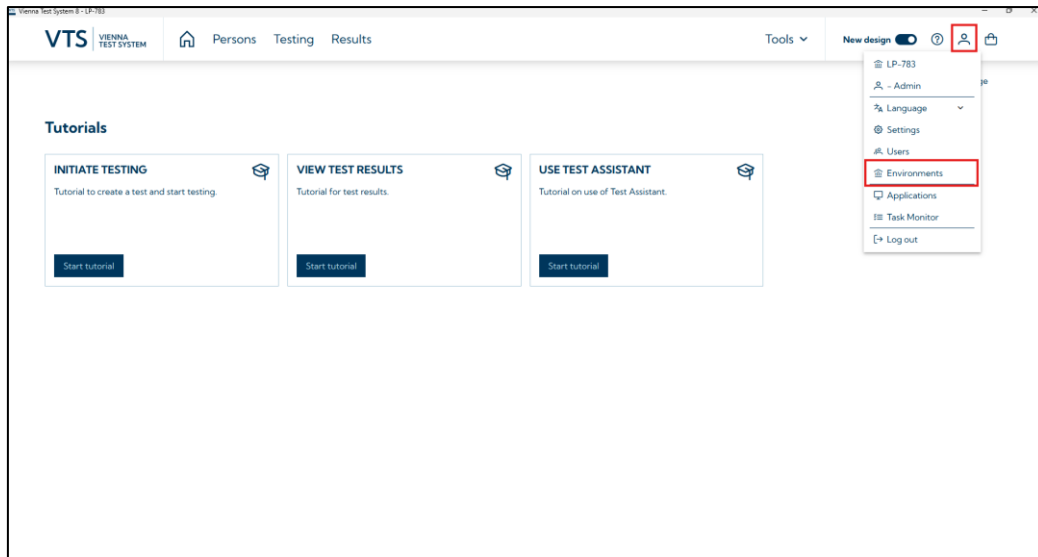 Vienna Test System 8 - LP-783
VTS VIENNA TEST SYSTEM
Persons Testing Results
Tools
New design
LP-783
– Admin
Language
Settings
Users
Environments
Applications
Task Monitor
Log out
Tutorials
INITIATE TESTING
Tutorial to create a test and start testing.
Start tutorial
VIEW TEST RESULTS
Tutorial for test results.
Start tutorial
USE TEST ASSISTANT
Tutorial on use of Test Assistant.
Start tutorial